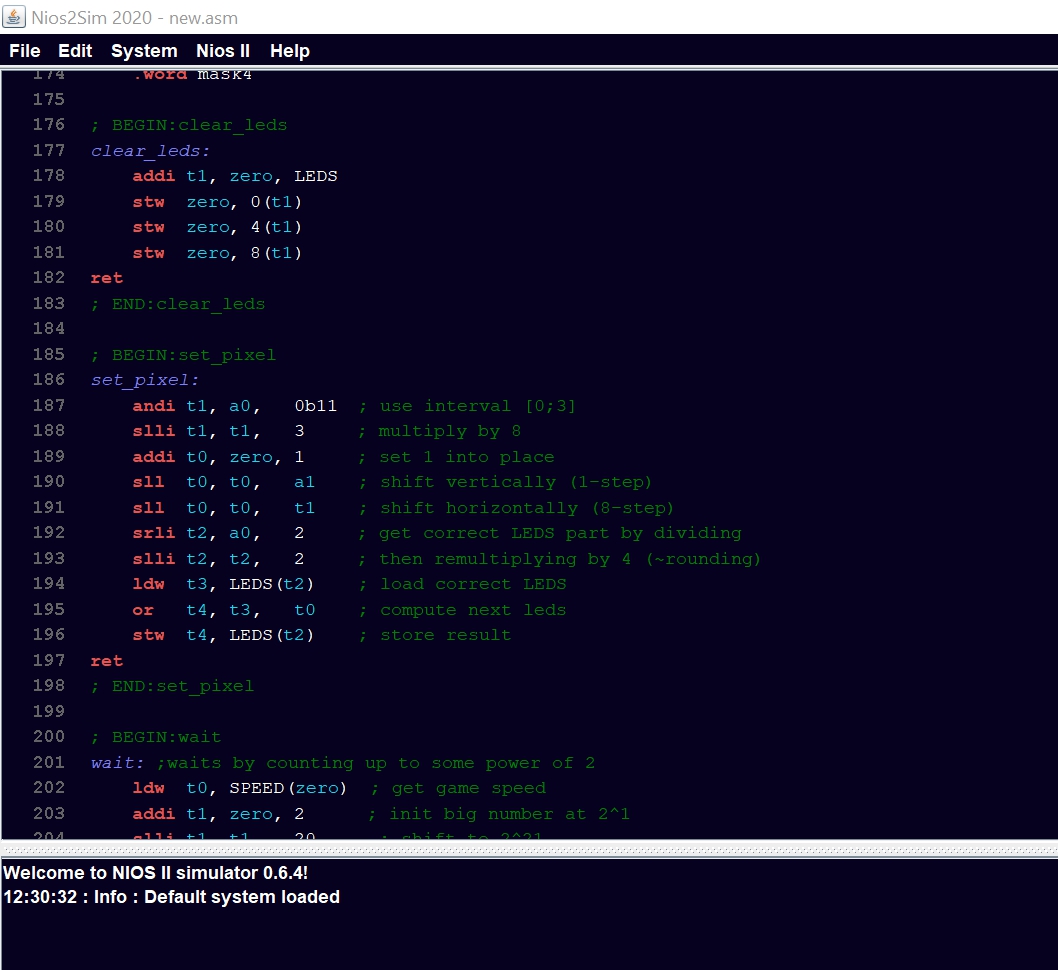 Nios2Sim 2020 - new.asm
File Edit System Nios II Help
174 .word mask4
175
176 ; BEGIN:clear_leds
177 clear_leds:
178 addi t1, zero, LEDS
179 stw zero, 0(t1)
180 stw zero, 4(t1)
181 stw zero, 8(t1)
182 ret
183 ; END:clear_leds
184
185 ; BEGIN:set_pixel
186 set_pixel:
187 andi t1, a0, 0b11 ; use interval [0;3]
188 slli t1, t1, 3 ; multiply by 8
189 addi t0, zero, 1 ; set 1 into place
190 sll t0, t0, a1 ; shift vertically (1-step)
191 sll t0, t0, t1 ; shift horizontally (8-step)
192 srli t2, a0, 2 ; get correct LEDS part by dividing
193 slli t2, t2, 2 ; then remultiplying by 4 (~rounding)
194 ldw t3, LEDS(t2) ; load correct LEDS
195 or t4, t3, t0 ; compute next leds
196 stw t4, LEDS(t2) ; store result
197 ret
198 ; END:set_pixel
199
200 ; BEGIN:wait
201 wait: ;waits by counting up to some power of 2
202 ldw t0, SPEED(zero) ; get game speed
203 addi t1, zero, 2 ; init big number at 2^1
204 slli t1, t1, 20 ; shift to 2^21
Welcome to NIOS II simulator 0.6.4!
12:30:32 : Info : Default system loaded